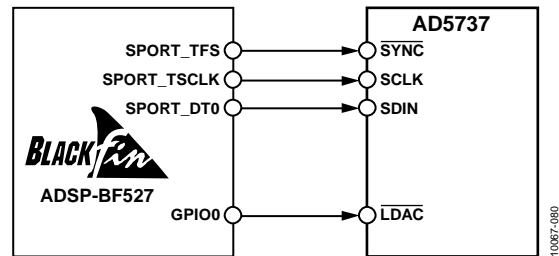 AD5737
SPORT_TFS
SYNC
SPORT_TSCLK
SCLK
SPORT_DT0
SDIN
BLACKfin
ADSP-BF527
GPIO0
LDAC
10067-080